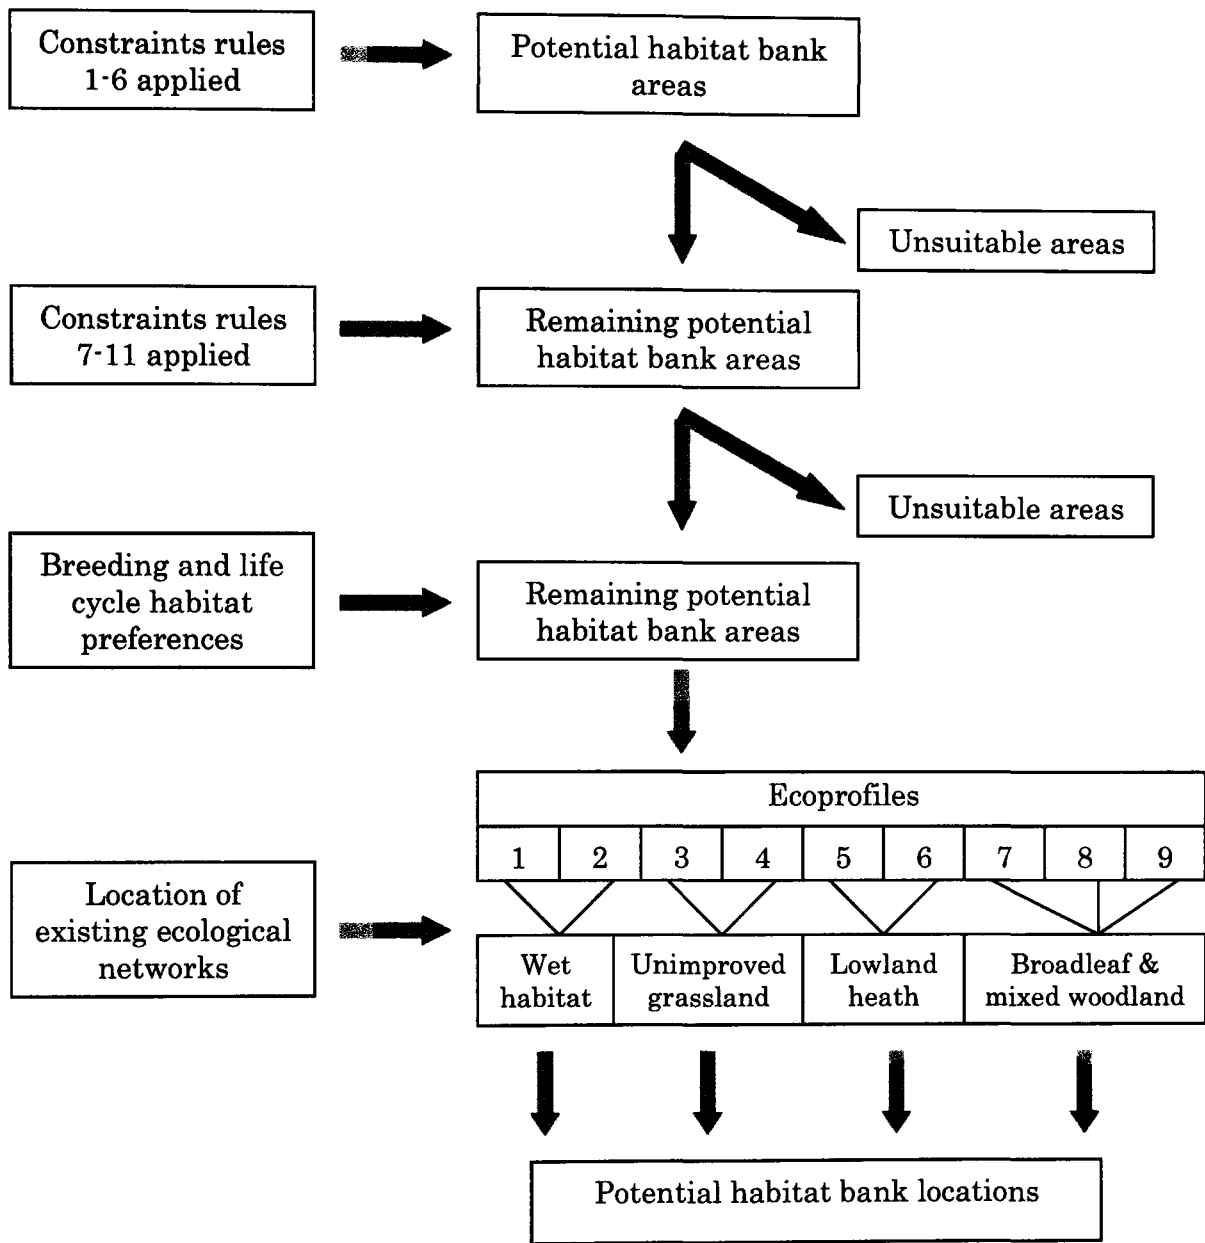 Constraints rules
1-6 applied
Potential habitat bank
areas
Unsuitable areas
Constraints rules
7-11 applied
Remaining potential
habitat bank areas
Unsuitable areas
Breeding and life
cycle habitat
preferences
Remaining potential
habitat bank areas
Ecoprofiles
1 2 3 4 5 6 7 8 9
Location of
existing ecological
networks
Wet
habitat
Unimproved
grassland
Lowland
heath
Broadleaf &
mixed woodland
Potential habitat bank locations